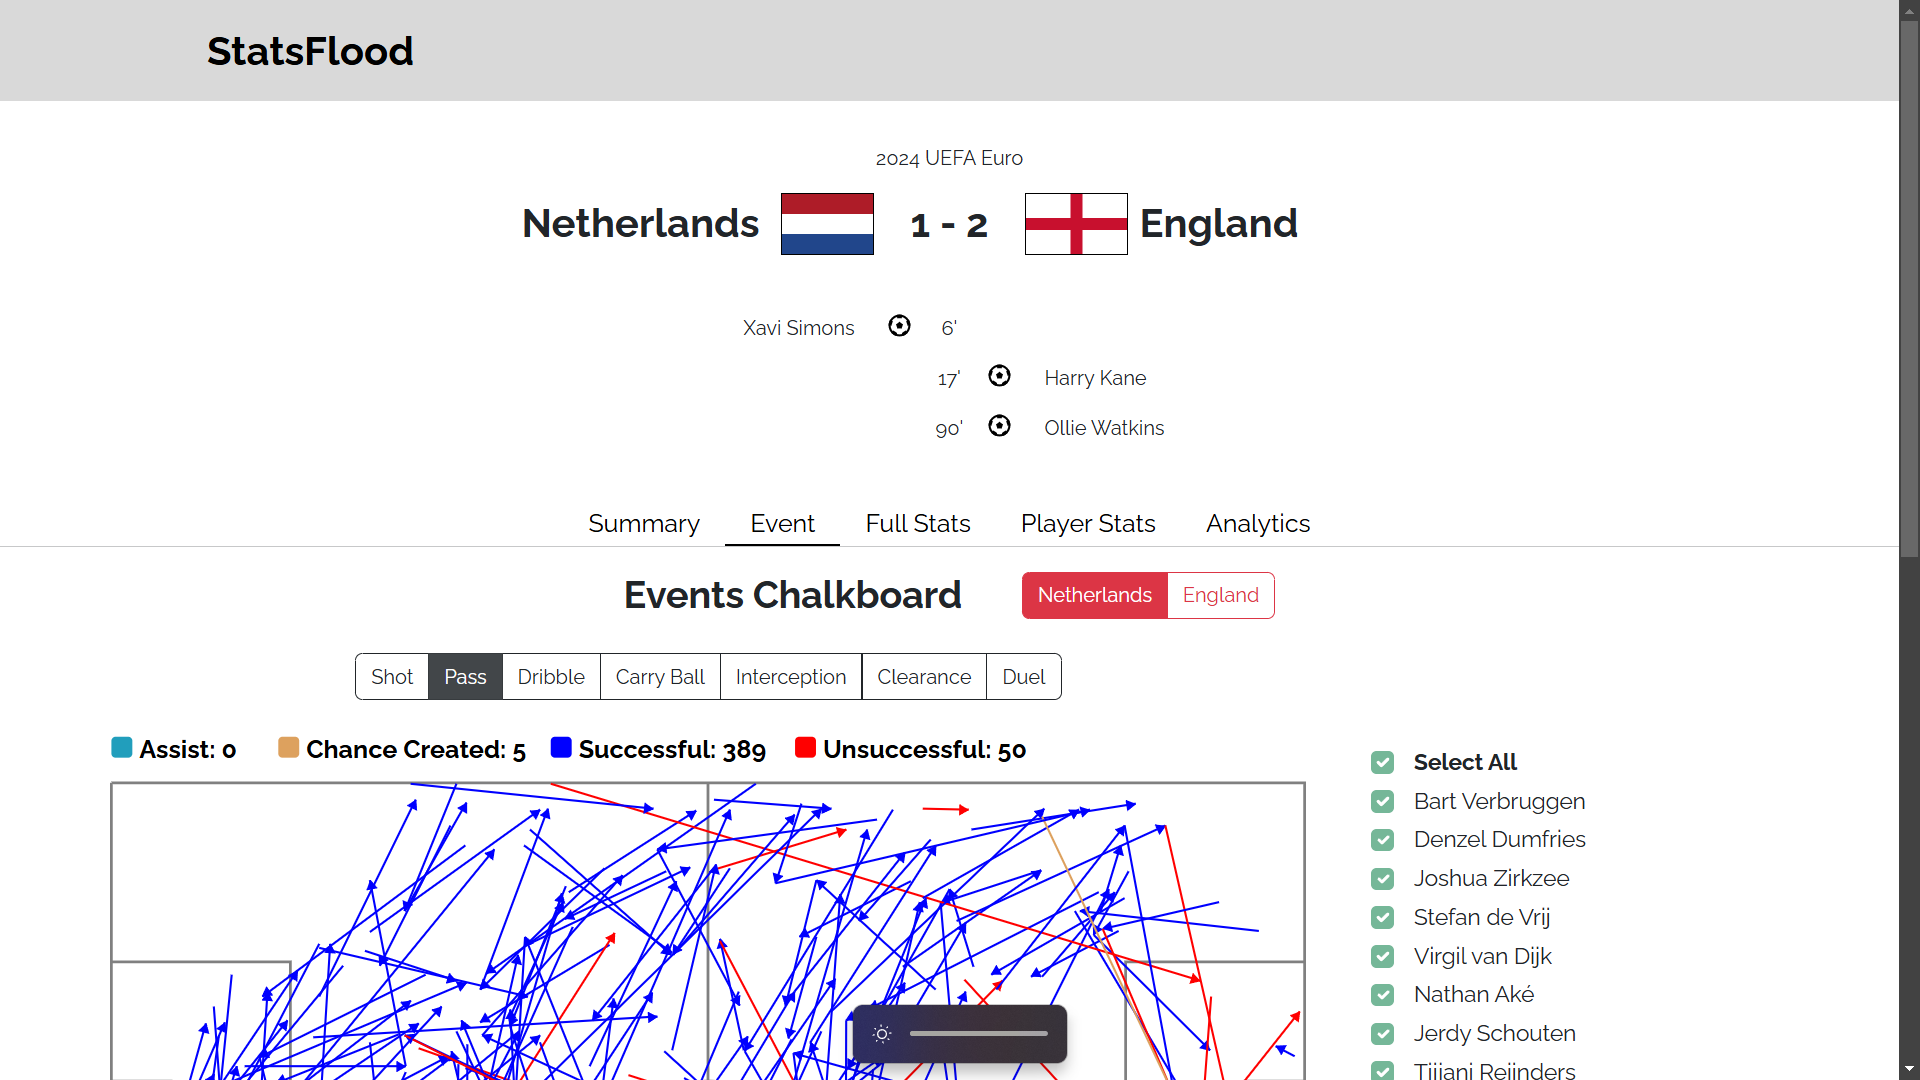 StatsFlood
2024 UEFA Euro
Netherlands 1 - 2 England
Xavi Simons 6'
17' Harry Kane
90' Ollie Watkins
Summary Event Full Stats Player Stats Analytics
Events Chalkboard Netherlands England
Shot Pass Dribble Carry Ball Interception Clearance Duel
Assist: 0 Chance Created: 5 Successful: 389 Unsuccessful: 50
Select All
Bart Verbruggen
Denzel Dumfries
Joshua Zirkzee
Stefan de Vrij
Virgil van Dijk
Nathan Aké
Jerdy Schouten
Tijjani Reijnders